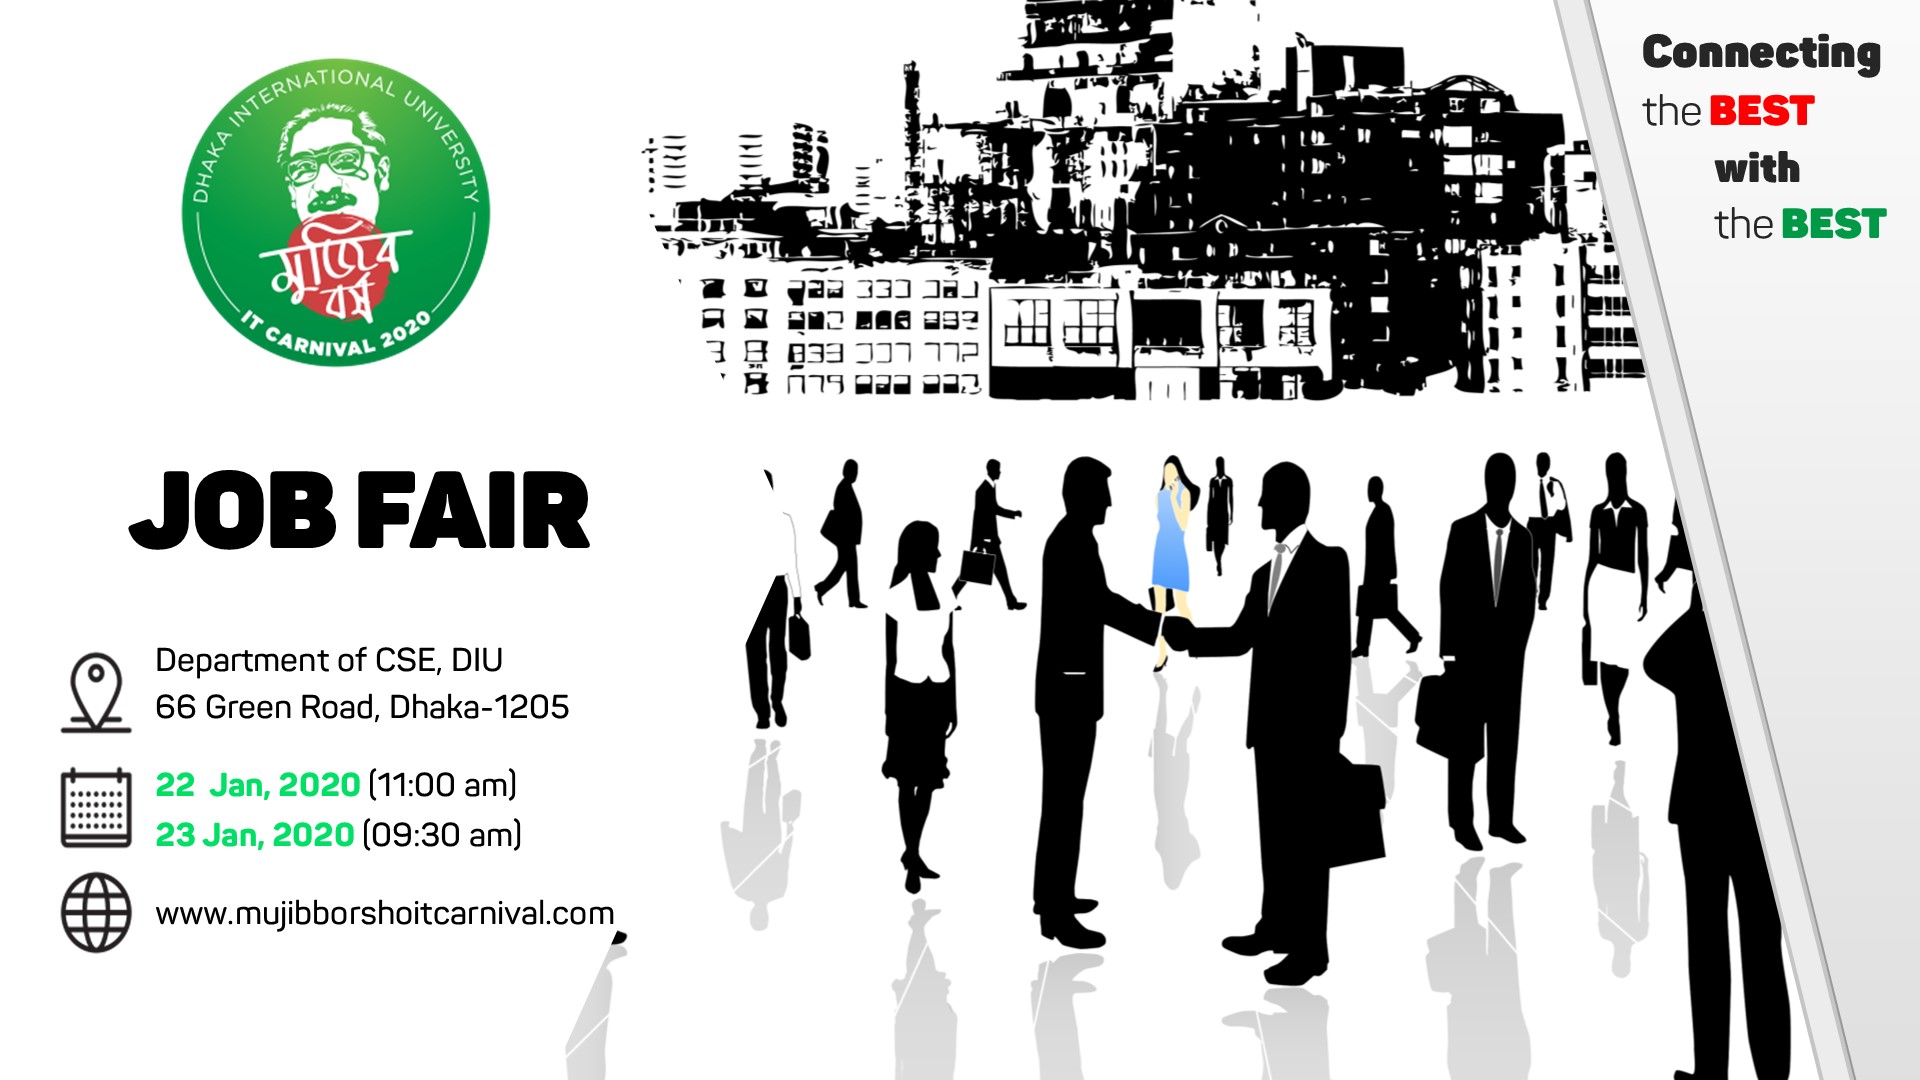 DHAKA INTERNATIONAL UNIVERSITY
মুজিব
বর্ষ
IT CARNIVAL 2020
Connecting
the BEST
with
the BEST
JOB FAIR
Department of CSE, DIU
66 Green Road, Dhaka-1205
22 Jan, 2020 (11:00 am)
23 Jan, 2020 (09:30 am)
www.mujibborshoitcarnival.com